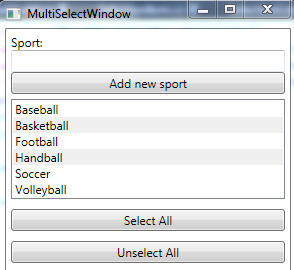 MultiSelectWindow
Sport:
Add new sport
Baseball
Basketball
Football
Handball
Soccer
Volleyball
Select All
Unselect All